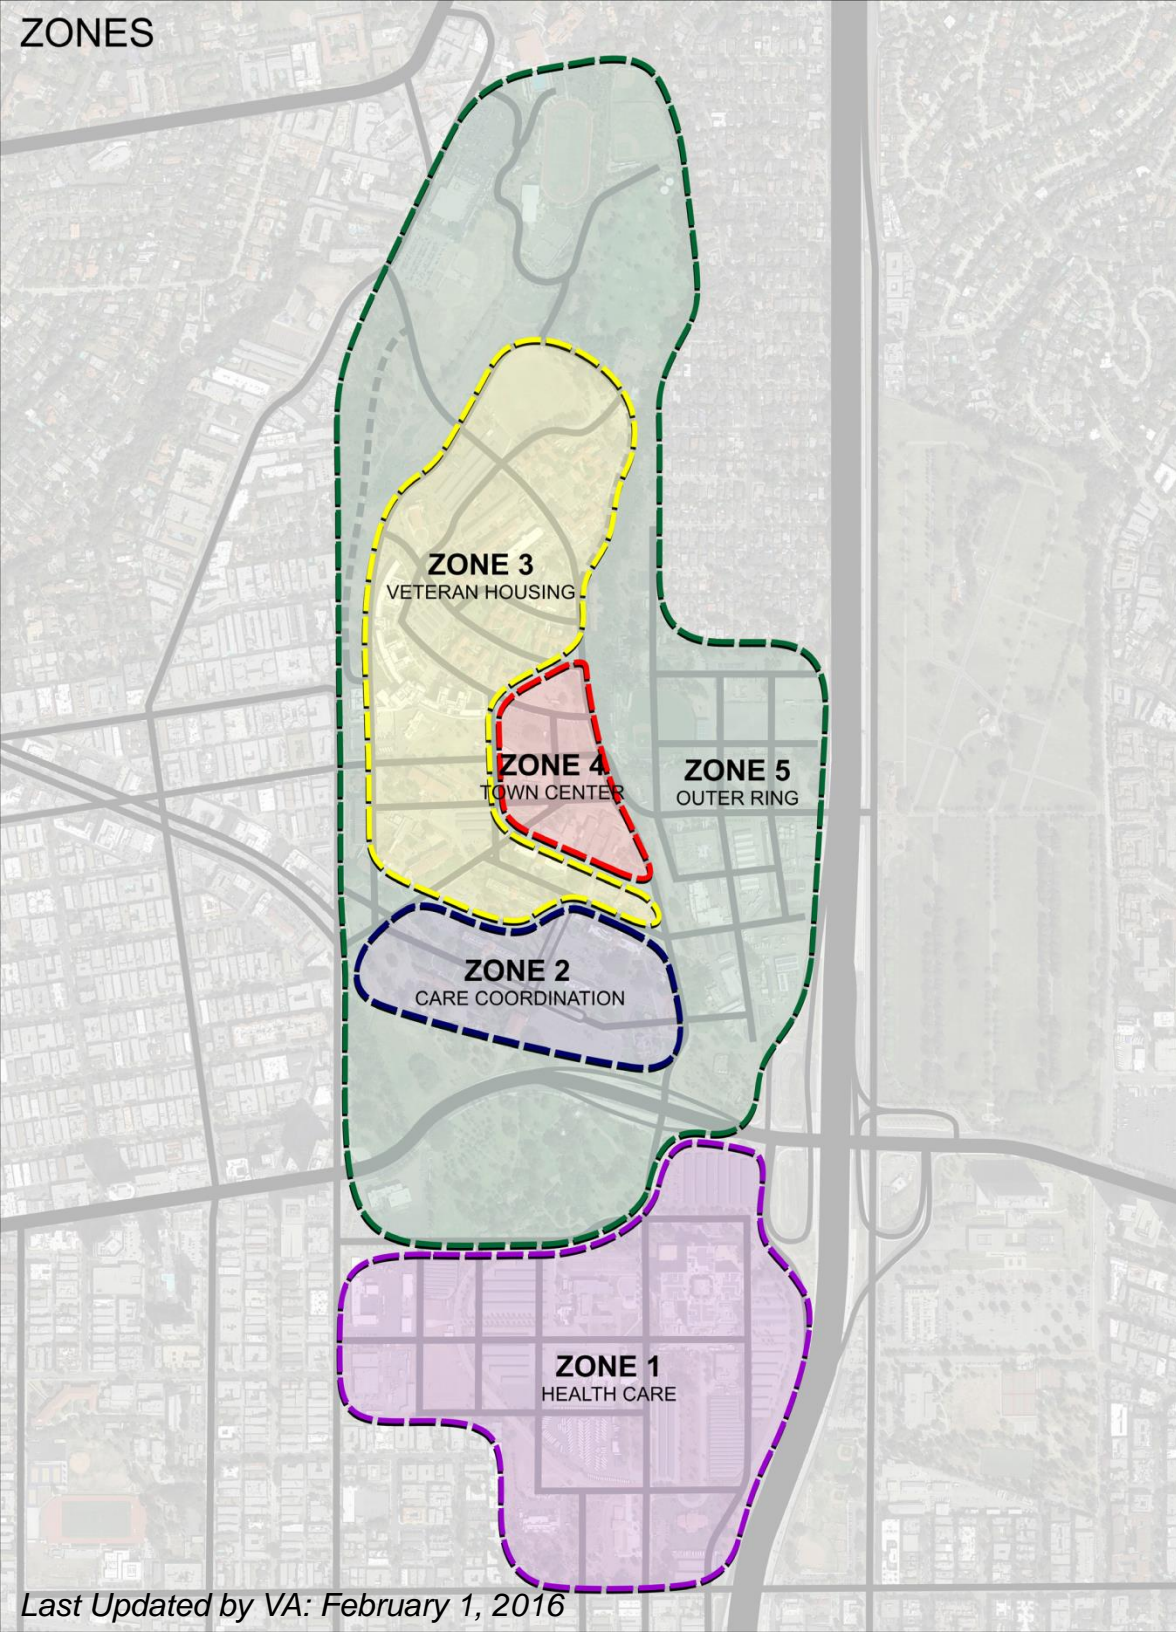 ZONES
ZONE 3
VETERAN HOUSING
ZONE 4
TOWN CENTER
ZONE 5
OUTER RING
ZONE 2
CARE COORDINATION
ZONE 1
HEALTH CARE
Last Updated by VA: February 1, 2016